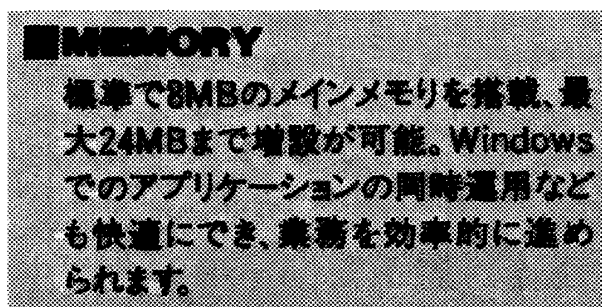 ■MEMORY
標準で8MBのメインメモリを搭載、最
大24MBまで増設が可能。Windows
でのアプリケーションの同時運用など
も快適にでき、業務を効率的に進め
られます。